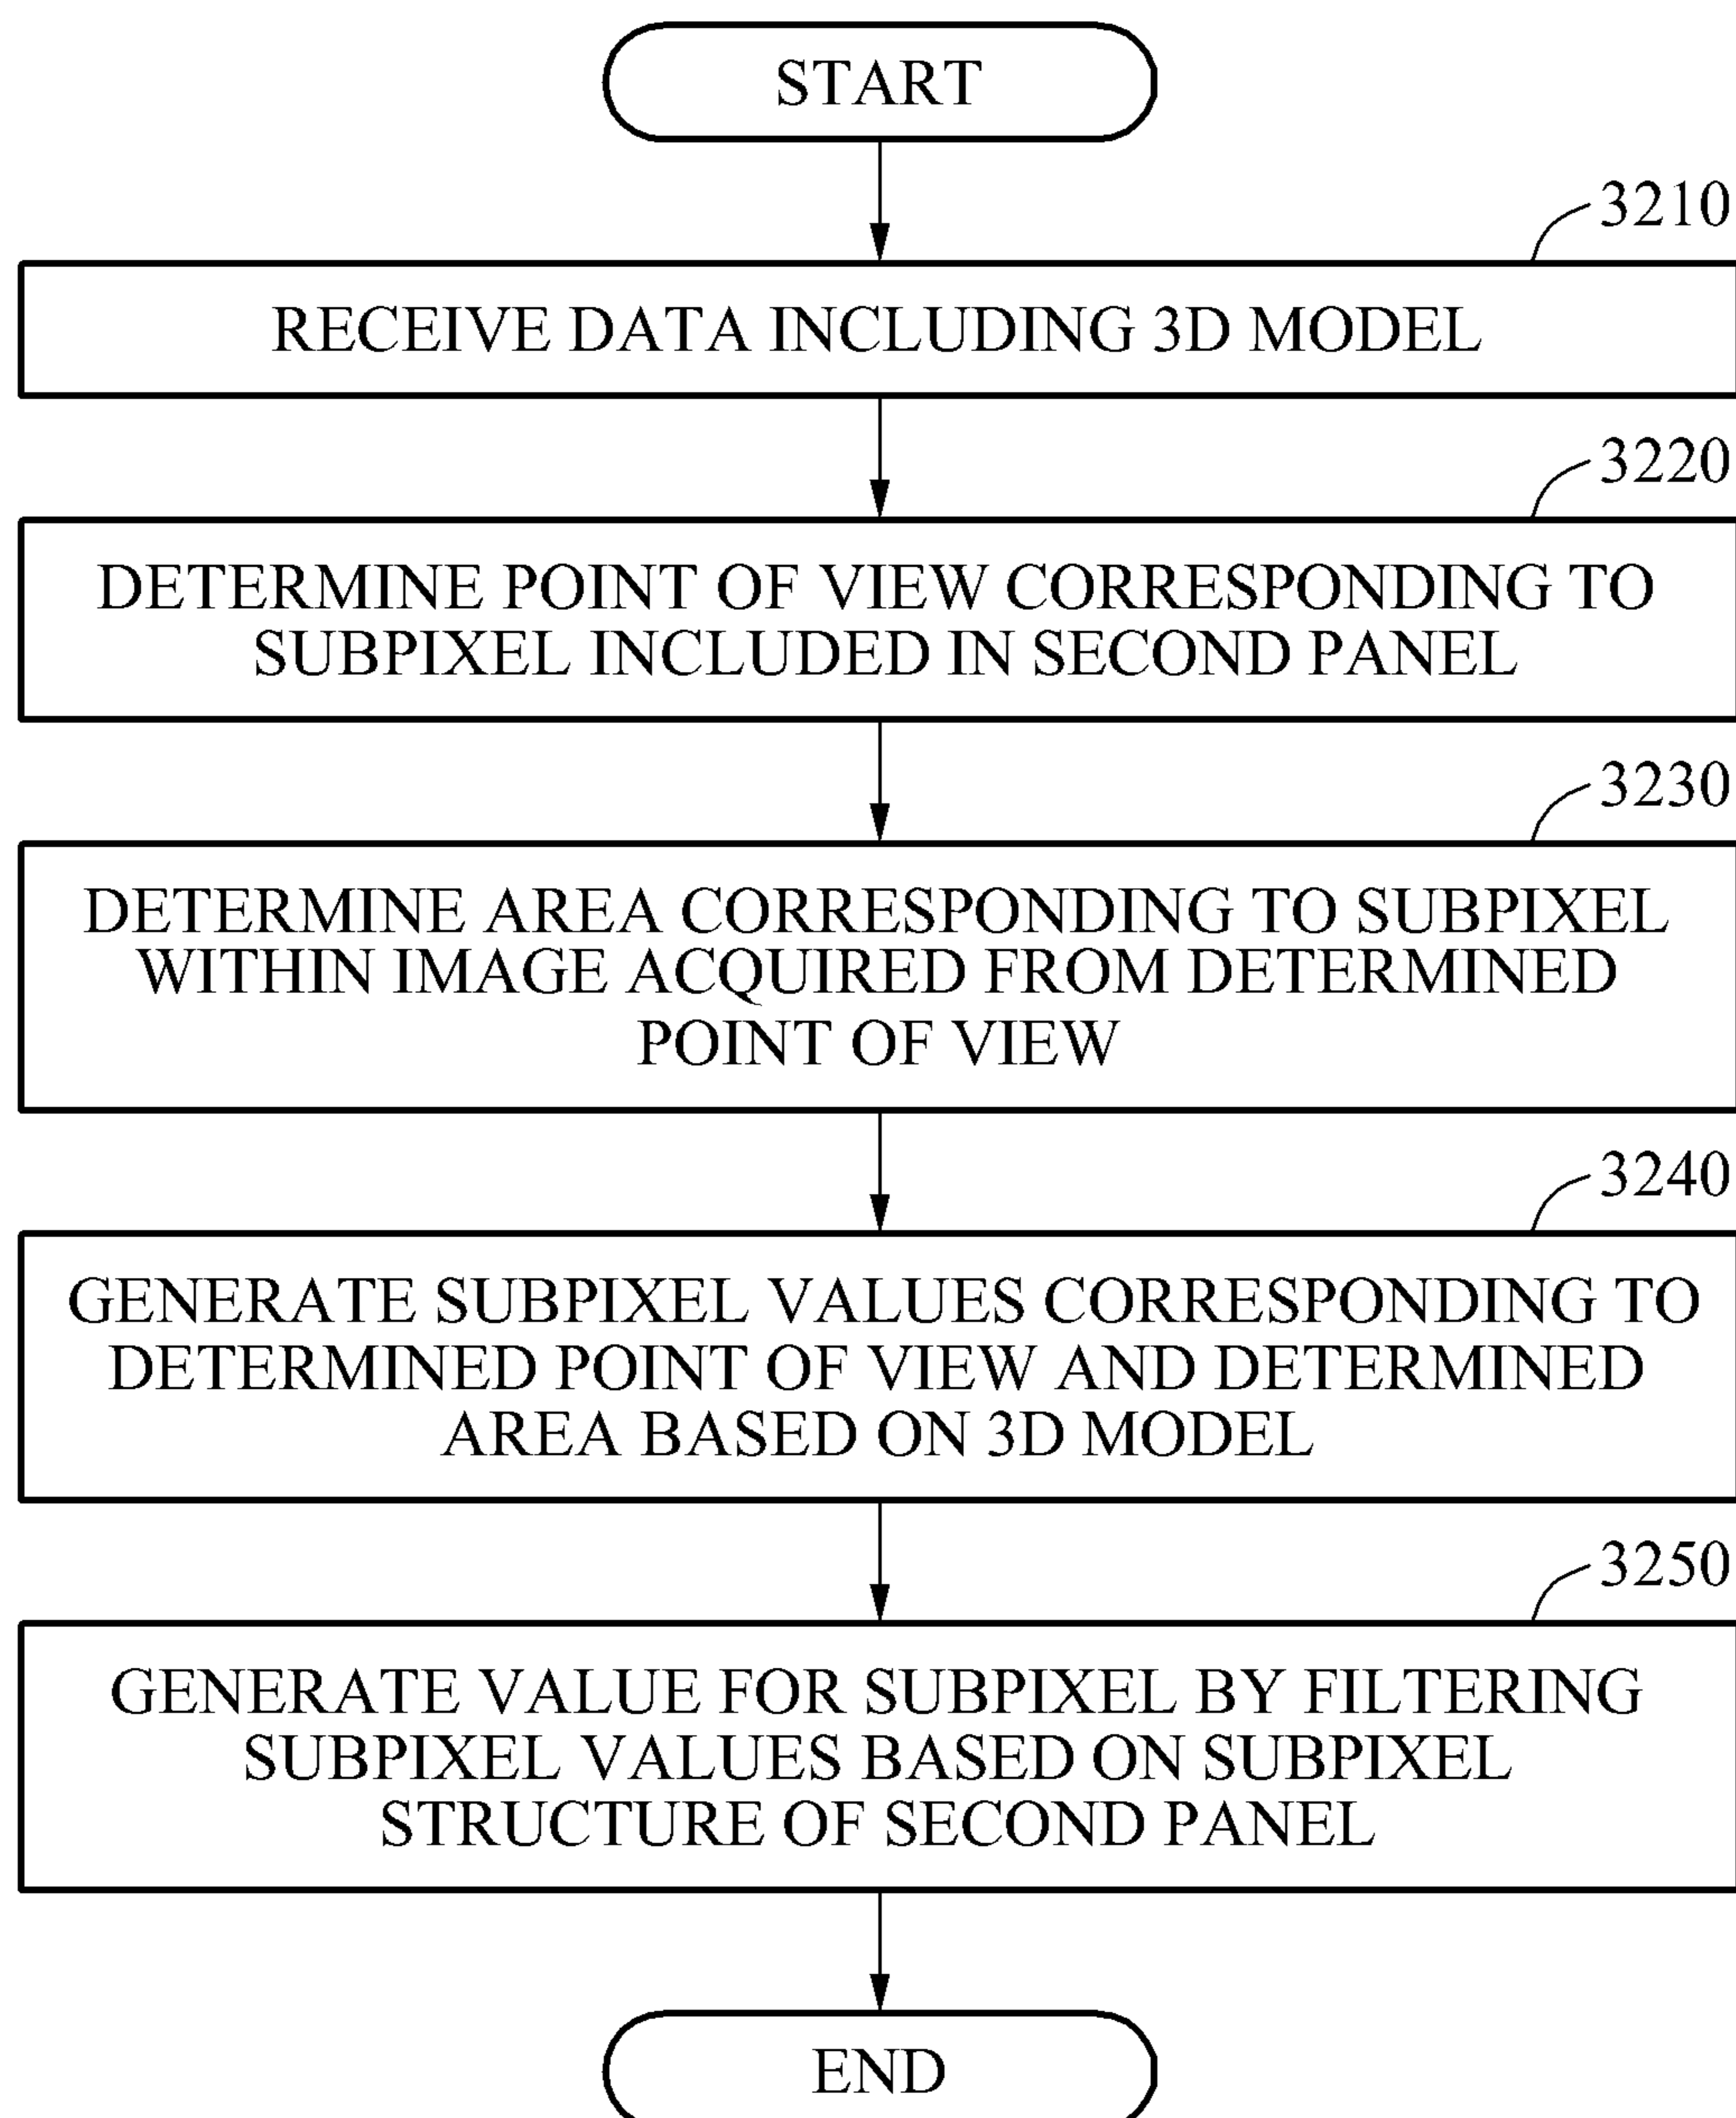 START
3210
RECEIVE DATA INCLUDING 3D MODEL
3220
DETERMINE POINT OF VIEW CORRESPONDING TO
SUBPIXEL INCLUDED IN SECOND PANEL
3230
DETERMINE AREA CORRESPONDING TO SUBPIXEL
WITHIN IMAGE ACQUIRED FROM DETERMINED
POINT OF VIEW
3240
GENERATE SUBPIXEL VALUES CORRESPONDING TO
DETERMINED POINT OF VIEW AND DETERMINED
AREA BASED ON 3D MODEL
3250
GENERATE VALUE FOR SUBPIXEL BY FILTERING
SUBPIXEL VALUES BASED ON SUBPIXEL
STRUCTURE OF SECOND PANEL
END